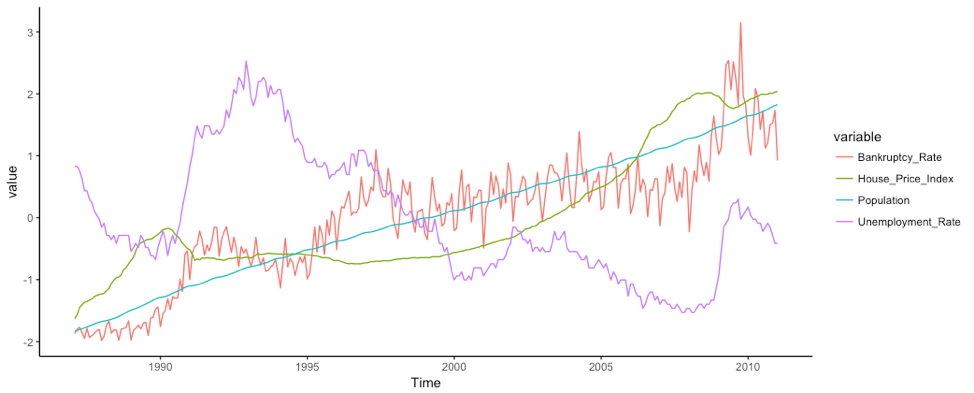 3
2
1
0
-1
-2
value
1990 1995 2000 2005 2010
Time
variable
Bankruptcy_Rate
House_Price_Index
Population
Unemployment_Rate